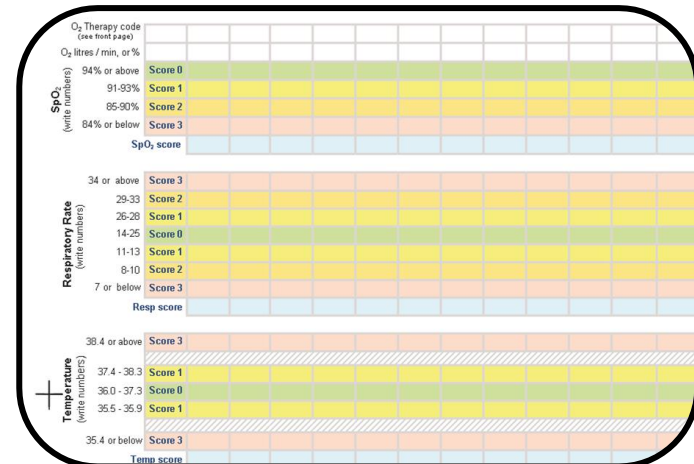 O₂ Therapy code
(see front page)
O₂ litres / min, or %
SpO₂
(write numbers)
94% or above Score 0
91-93% Score 1
85-90% Score 2
84% or below Score 3
SpO₂ score
Respiratory Rate
(write numbers)
34 or above Score 3
29-33 Score 2
26-28 Score 1
14-25 Score 0
11-13 Score 1
8-10 Score 2
7 or below Score 3
Resp score
Temperature
(write numbers)
38.4 or above Score 3
37.4 - 38.3 Score 1
36.0 - 37.3 Score 0
35.5 - 35.9 Score 1
35.4 or below Score 3
Temp score